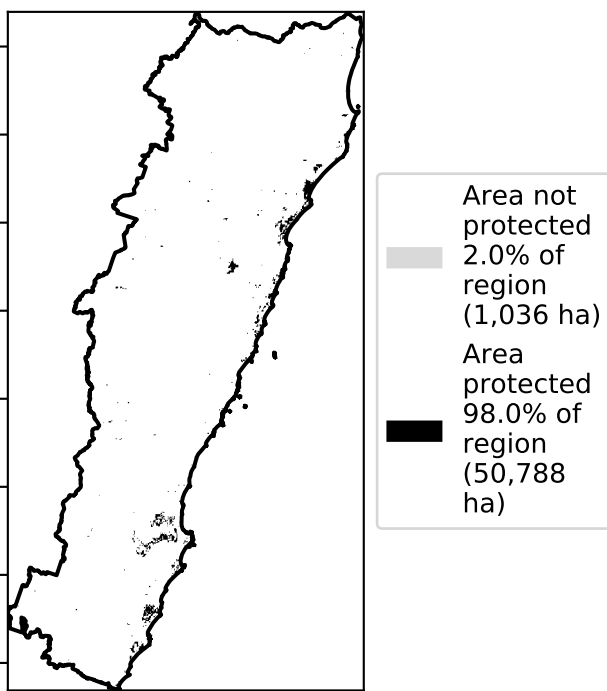 Area not
protected
2.0% of
region
(1,036 ha)
Area
protected
98.0% of
region
(50,788
ha)